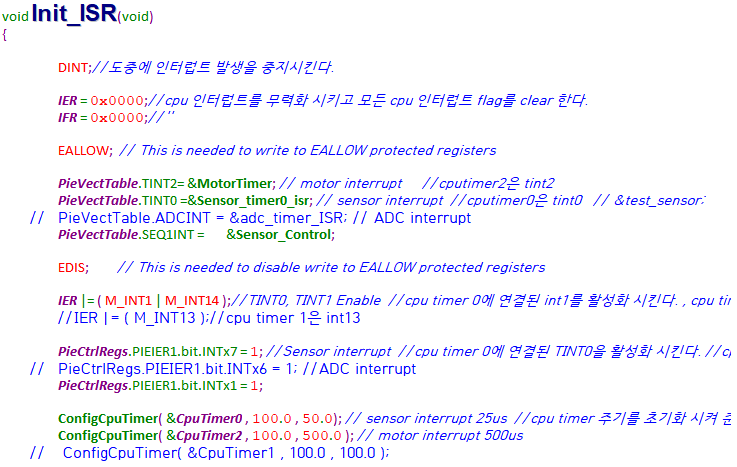 void Init_ISR(void)
{
DINT;//도중에 인터럽트 발생을 중지시킨다.
IER = 0x0000;//cpu 인터럽트를 무력화 시키고 모든 cpu 인터럽트 flag를 clear 한다.
IFR = 0x0000;//''
EALLOW; // This is needed to write to EALLOW protected registers
PieVectTable.TINT2= &MotorTimer; // motor interrupt //cputimer2은 tint2
PieVectTable.TINT0 =&Sensor_timer0_isr; // sensor interrupt //cputimer0은 tint0 // &test_sensor;
// PieVectTable.ADCINT = &adc_timer_ISR; // ADC interrupt
PieVectTable.SEQ1INT = &Sensor_Control;
EDIS; // This is needed to disable write to EALLOW protected registers
IER |= ( M_INT1 | M_INT14 );//TINT0, TINT1 Enable //cpu timer 0에 연결된 int1를 활성화 시킨다. , cpu
//IER |= ( M_INT13 );//cpu timer 1은 int13
PieCtrlRegs.PIEIER1.bit.INTx7 = 1; //Sensor interrupt //cpu timer 0에 연결된 TINT0을 활성화 시킨다.
// PieCtrlRegs.PIEIER1.bit.INTx6 = 1; //ADC interrupt
PieCtrlRegs.PIEIER1.bit.INTx1 = 1;
ConfigCpuTimer( &CpuTimer0 , 100.0 , 50.0); // sensor interrupt 25us //cpu timer 주기를 초기화 시켜
ConfigCpuTimer( &CpuTimer2 , 100.0 , 500.0 ); // motor interrupt 500us
// ConfigCpuTimer( &CpuTimer1 , 100.0 , 100.0 );